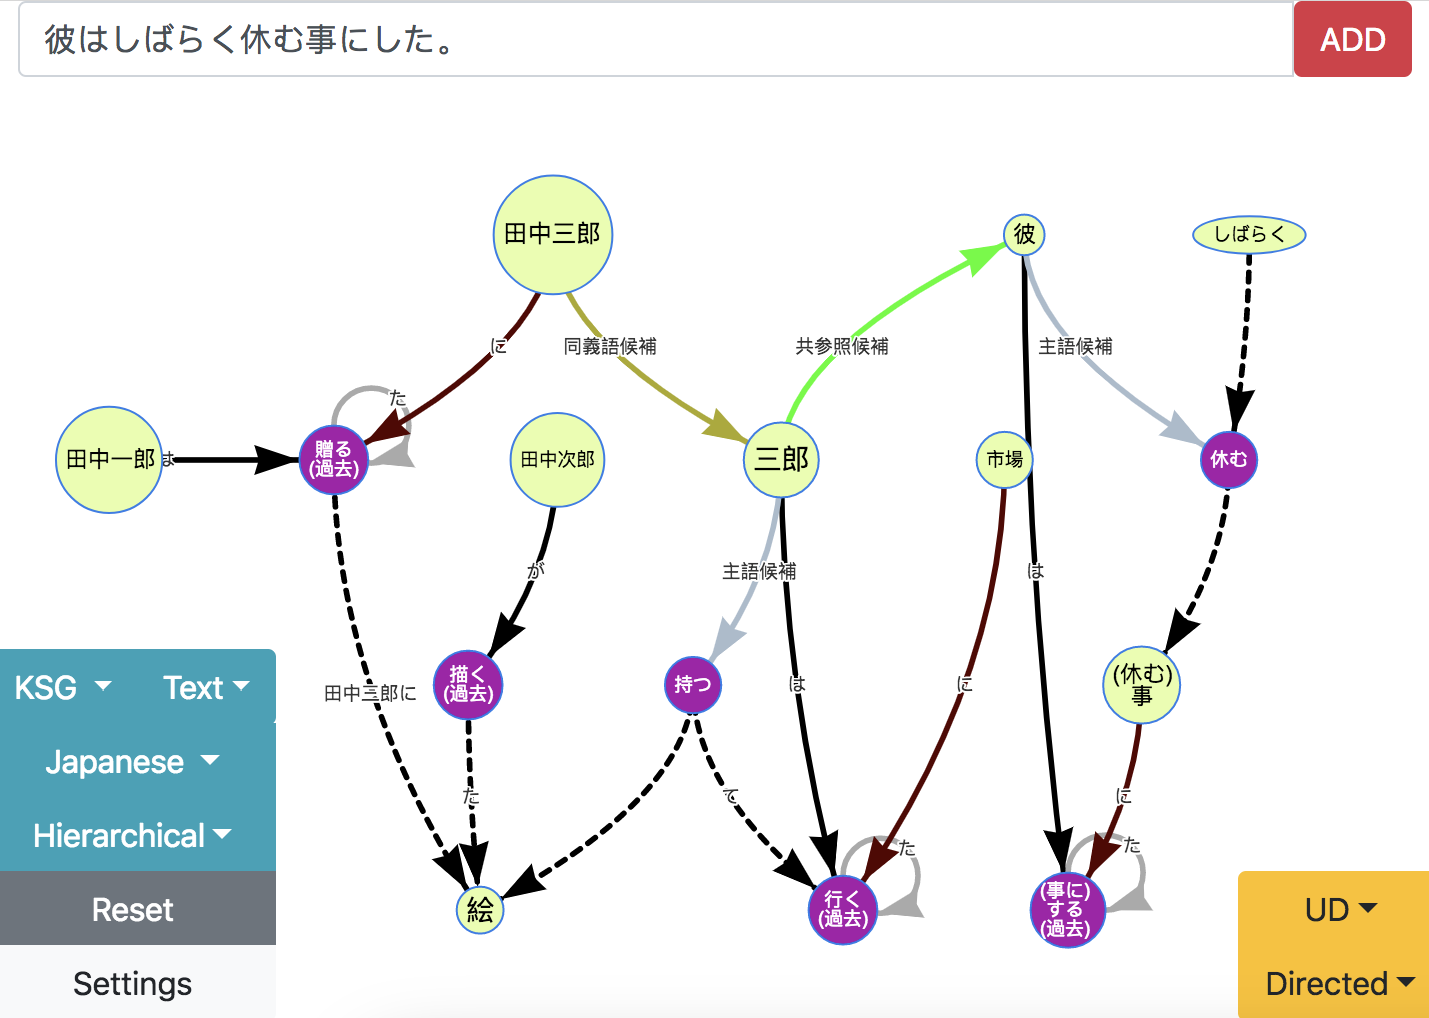 彼はしばらく休む事にした。
ADD
田中三郎
彼
しばらく
に
同義語候補
共参照候補
主語候補
た
田中一郎
は
贈る
(過去)
田中次郎
三郎
市場
休む
が
主語候補
は
田中三郎に
描く
(過去)
持つ
は
に
(休む)
事
た
て
に
た
た
絵
行く
(過去)
(事に)
する
(過去)
KSG
Text
Japanese
Hierarchical
Reset
Settings
UD
Directed